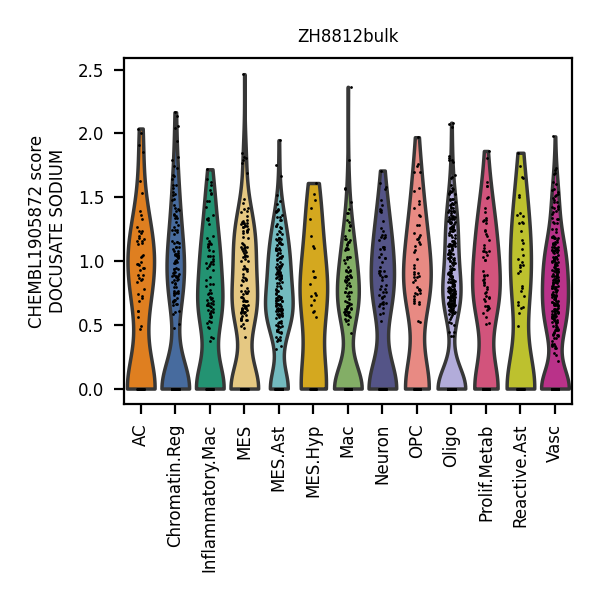 ZH8812bulk
CHEMBL1905872 score
DOCUSATE SODIUM
2.5
2.0
1.5
1.0
0.5
0.0
AC
Chromatin.Reg
Inflammatory.Mac
MES
MES.Ast
MES.Hyp
Mac
Neuron
OPC
Oligo
Prolif.Metab
Reactive.Ast
Vasc